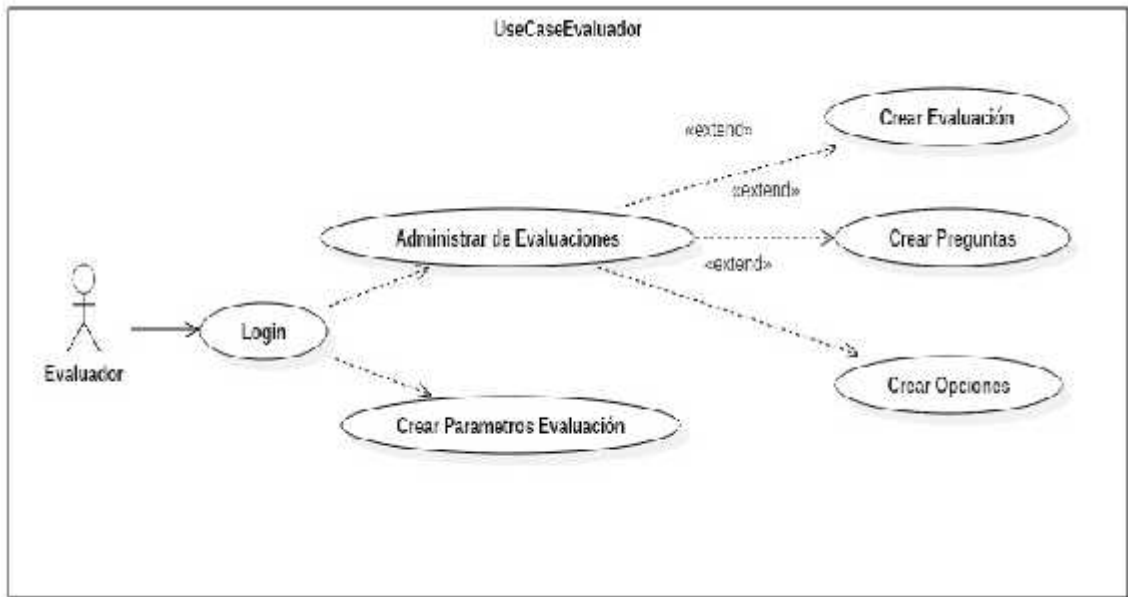 UseCaseEvaluador
Crear Evaluación
«extend»
«extend»
Administrar de Evaluaciones
Crear Preguntas
«extend»
Login
Evaluador
Crear Opciones
Crear Parametros Evaluación